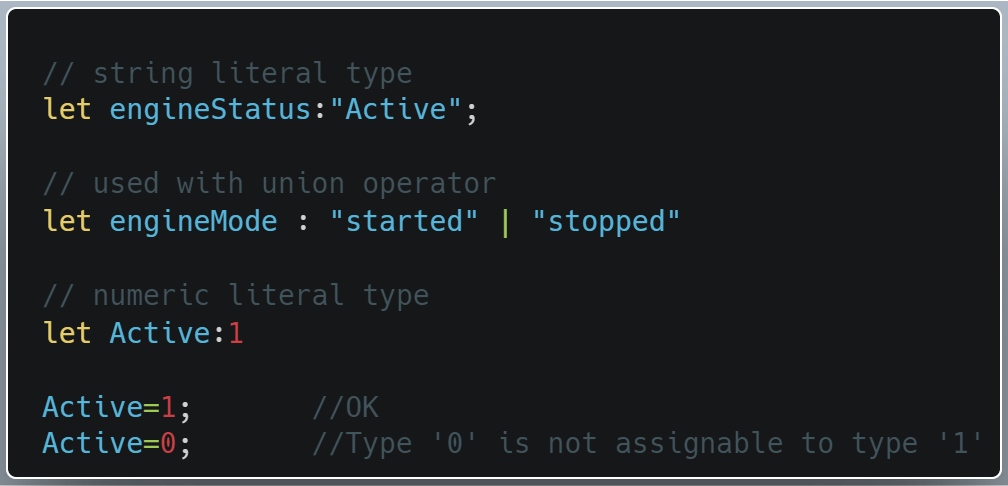 // string literal type
let engineStatus:"Active";
// used with union operator
let engineMode : "started" | "stopped"
// numeric literal type
let Active:1
Active=1;       //OK
Active=0;       //Type '0' is not assignable to type '1'